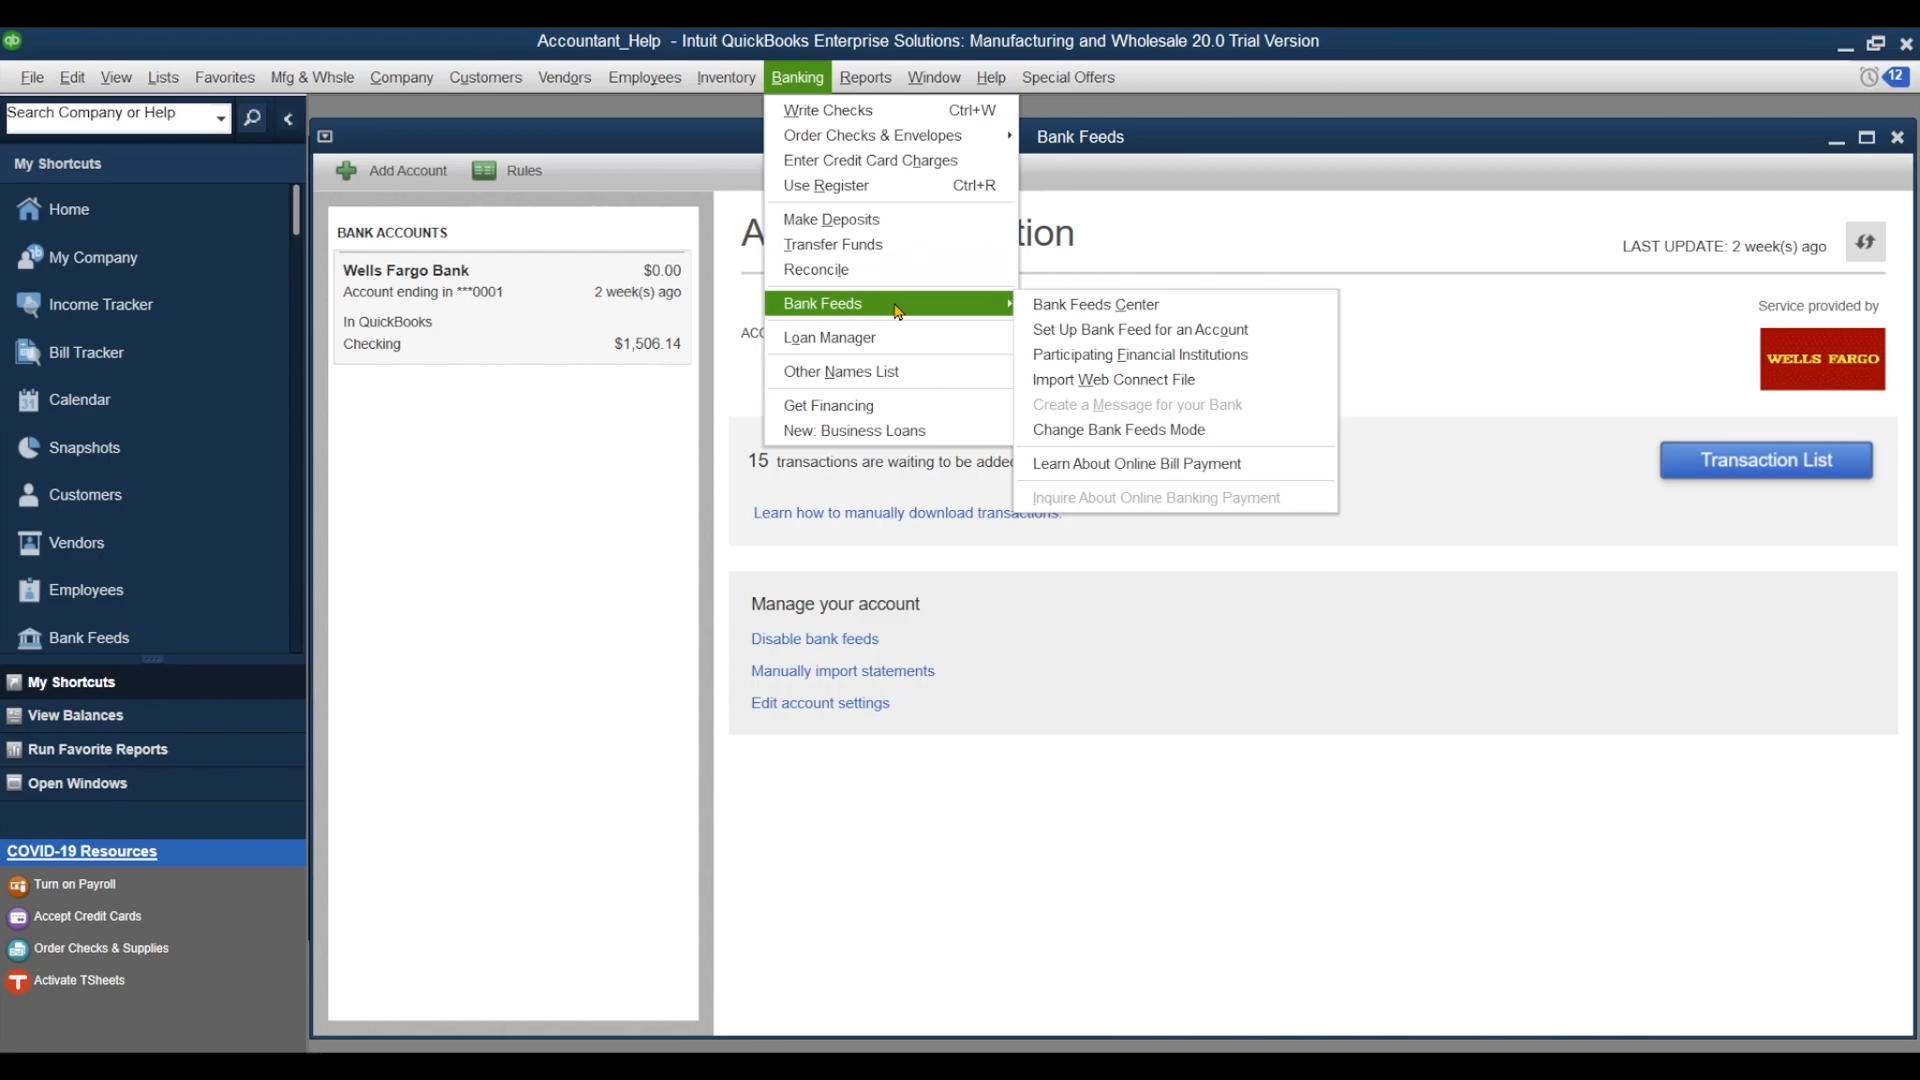 Accountant_Help - Intuit QuickBooks Enterprise Solutions: Manufacturing and Wholesale 20.0 Trial Version
File Edit View Lists Favorites Mfg & Whsle Company Customers Vendors Employees Inventory Banking Reports Window Help Special Offers 12
Search Company or Help
My Shortcuts
Home
My Company
Income Tracker
Bill Tracker
Calendar
Snapshots
Customers
Vendors
Employees
Bank Feeds
My Shortcuts
View Balances
Run Favorite Reports
Open Windows
COVID-19 Resources
Turn on Payroll
Accept Credit Cards
Order Checks & Supplies
Activate TSheets
Bank Feeds
Add Account Rules
BANK ACCOUNTS
Wells Fargo Bank $0.00
Account ending in ***0001 2 week(s) ago
In QuickBooks
Checking $1,506.14
Write Checks Ctrl+W
Order Checks & Envelopes
Enter Credit Card Charges
Use Register Ctrl+R
Make Deposits
Transfer Funds
Reconcile
Bank Feeds
Loan Manager
Other Names List
Get Financing
New: Business Loans
Bank Feeds Center
Set Up Bank Feed for an Account
Participating Financial Institutions
Import Web Connect File
Create a Message for your Bank
Change Bank Feeds Mode
Learn About Online Bill Payment
Inquire About Online Banking Payment
LAST UPDATE: 2 week(s) ago
Service provided by
WELLS FARGO
15 transactions are waiting to be added
Transaction List
Learn how to manually download transactions.
Manage your account
Disable bank feeds
Manually import statements
Edit account settings